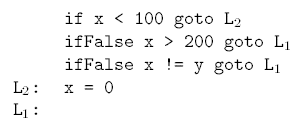 if x < 100 goto L₂
ifFalse x > 200 goto L₁
ifFalse x != y goto L₁
L₂: x = 0
L₁: